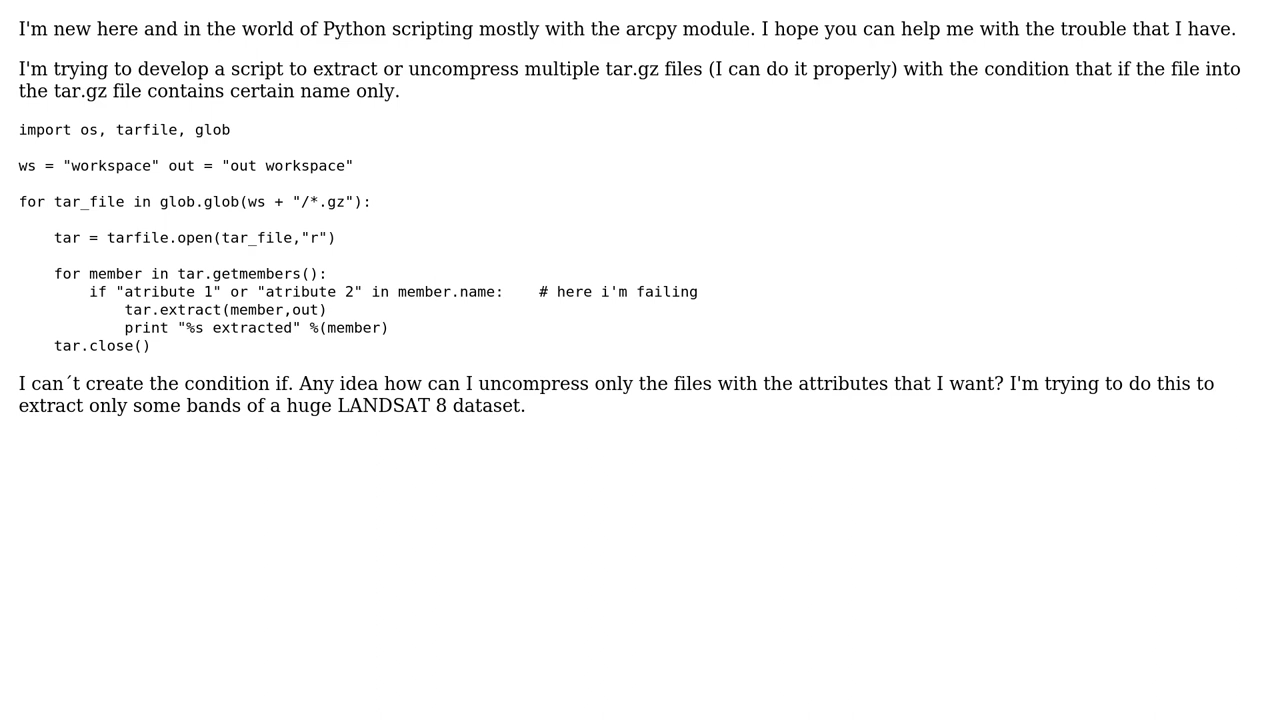 I'm new here and in the world of Python scripting mostly with the arcpy module. I hope you can help me with the trouble that I have.
I'm trying to develop a script to extract or uncompress multiple tar.gz files (I can do it properly) with the condition that if the file into
the tar.gz file contains certain name only.
import os, tarfile, glob
ws = "workspace" out = "out workspace"
for tar_file in glob.glob(ws + "/*.gz"):
    tar = tarfile.open(tar_file,"r")
    for member in tar.getmembers():
        if "atribute 1" or "atribute 2" in member.name:    # here i'm failing
            tar.extract(member,out)
            print "%s extracted" %(member)
    tar.close()
I can´t create the condition if. Any idea how can I uncompress only the files with the attributes that I want? I'm trying to do this to
extract only some bands of a huge LANDSAT 8 dataset.